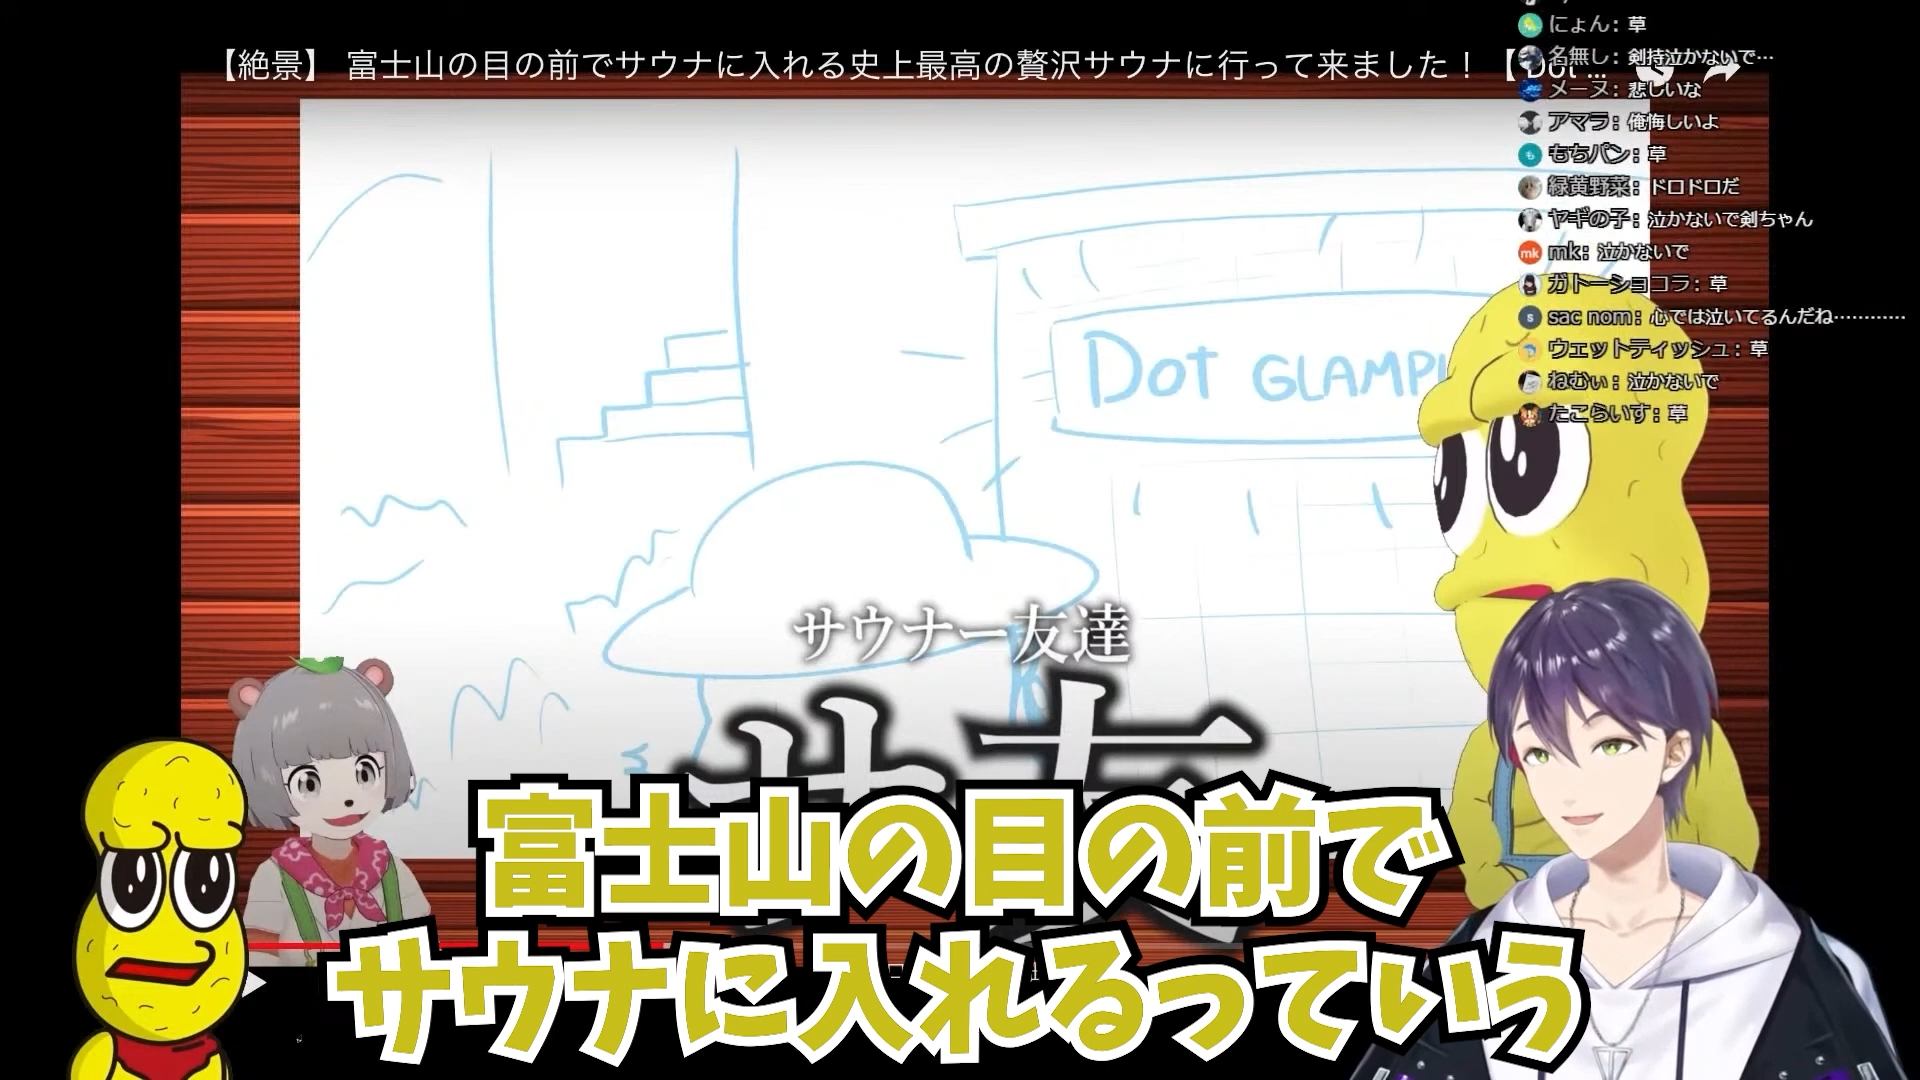 【絶景】 富士山の目の前でサウナに入れる史上最高の贅沢サウナに行って来ました！【 Dot ...
にょん: 草
名無し: 剣持泣かないで…
メーヌ: 悲しいな
アマラ: 俺悔しいよ
もちパン: 草
緑黄野菜: ドロドロだ
ヤギの子: 泣かないで剣ちゃん
mk: 泣かないで
ガトーショコラ: 草
sac nom: 心では泣いてるんだね…………
ウェットティッシュ: 草
ねむぃ: 泣かないで
たこらいす: 草
DOT GLAMPI
サウナー友達
サ友
富士山の目の前で
サウナに入れるっていう